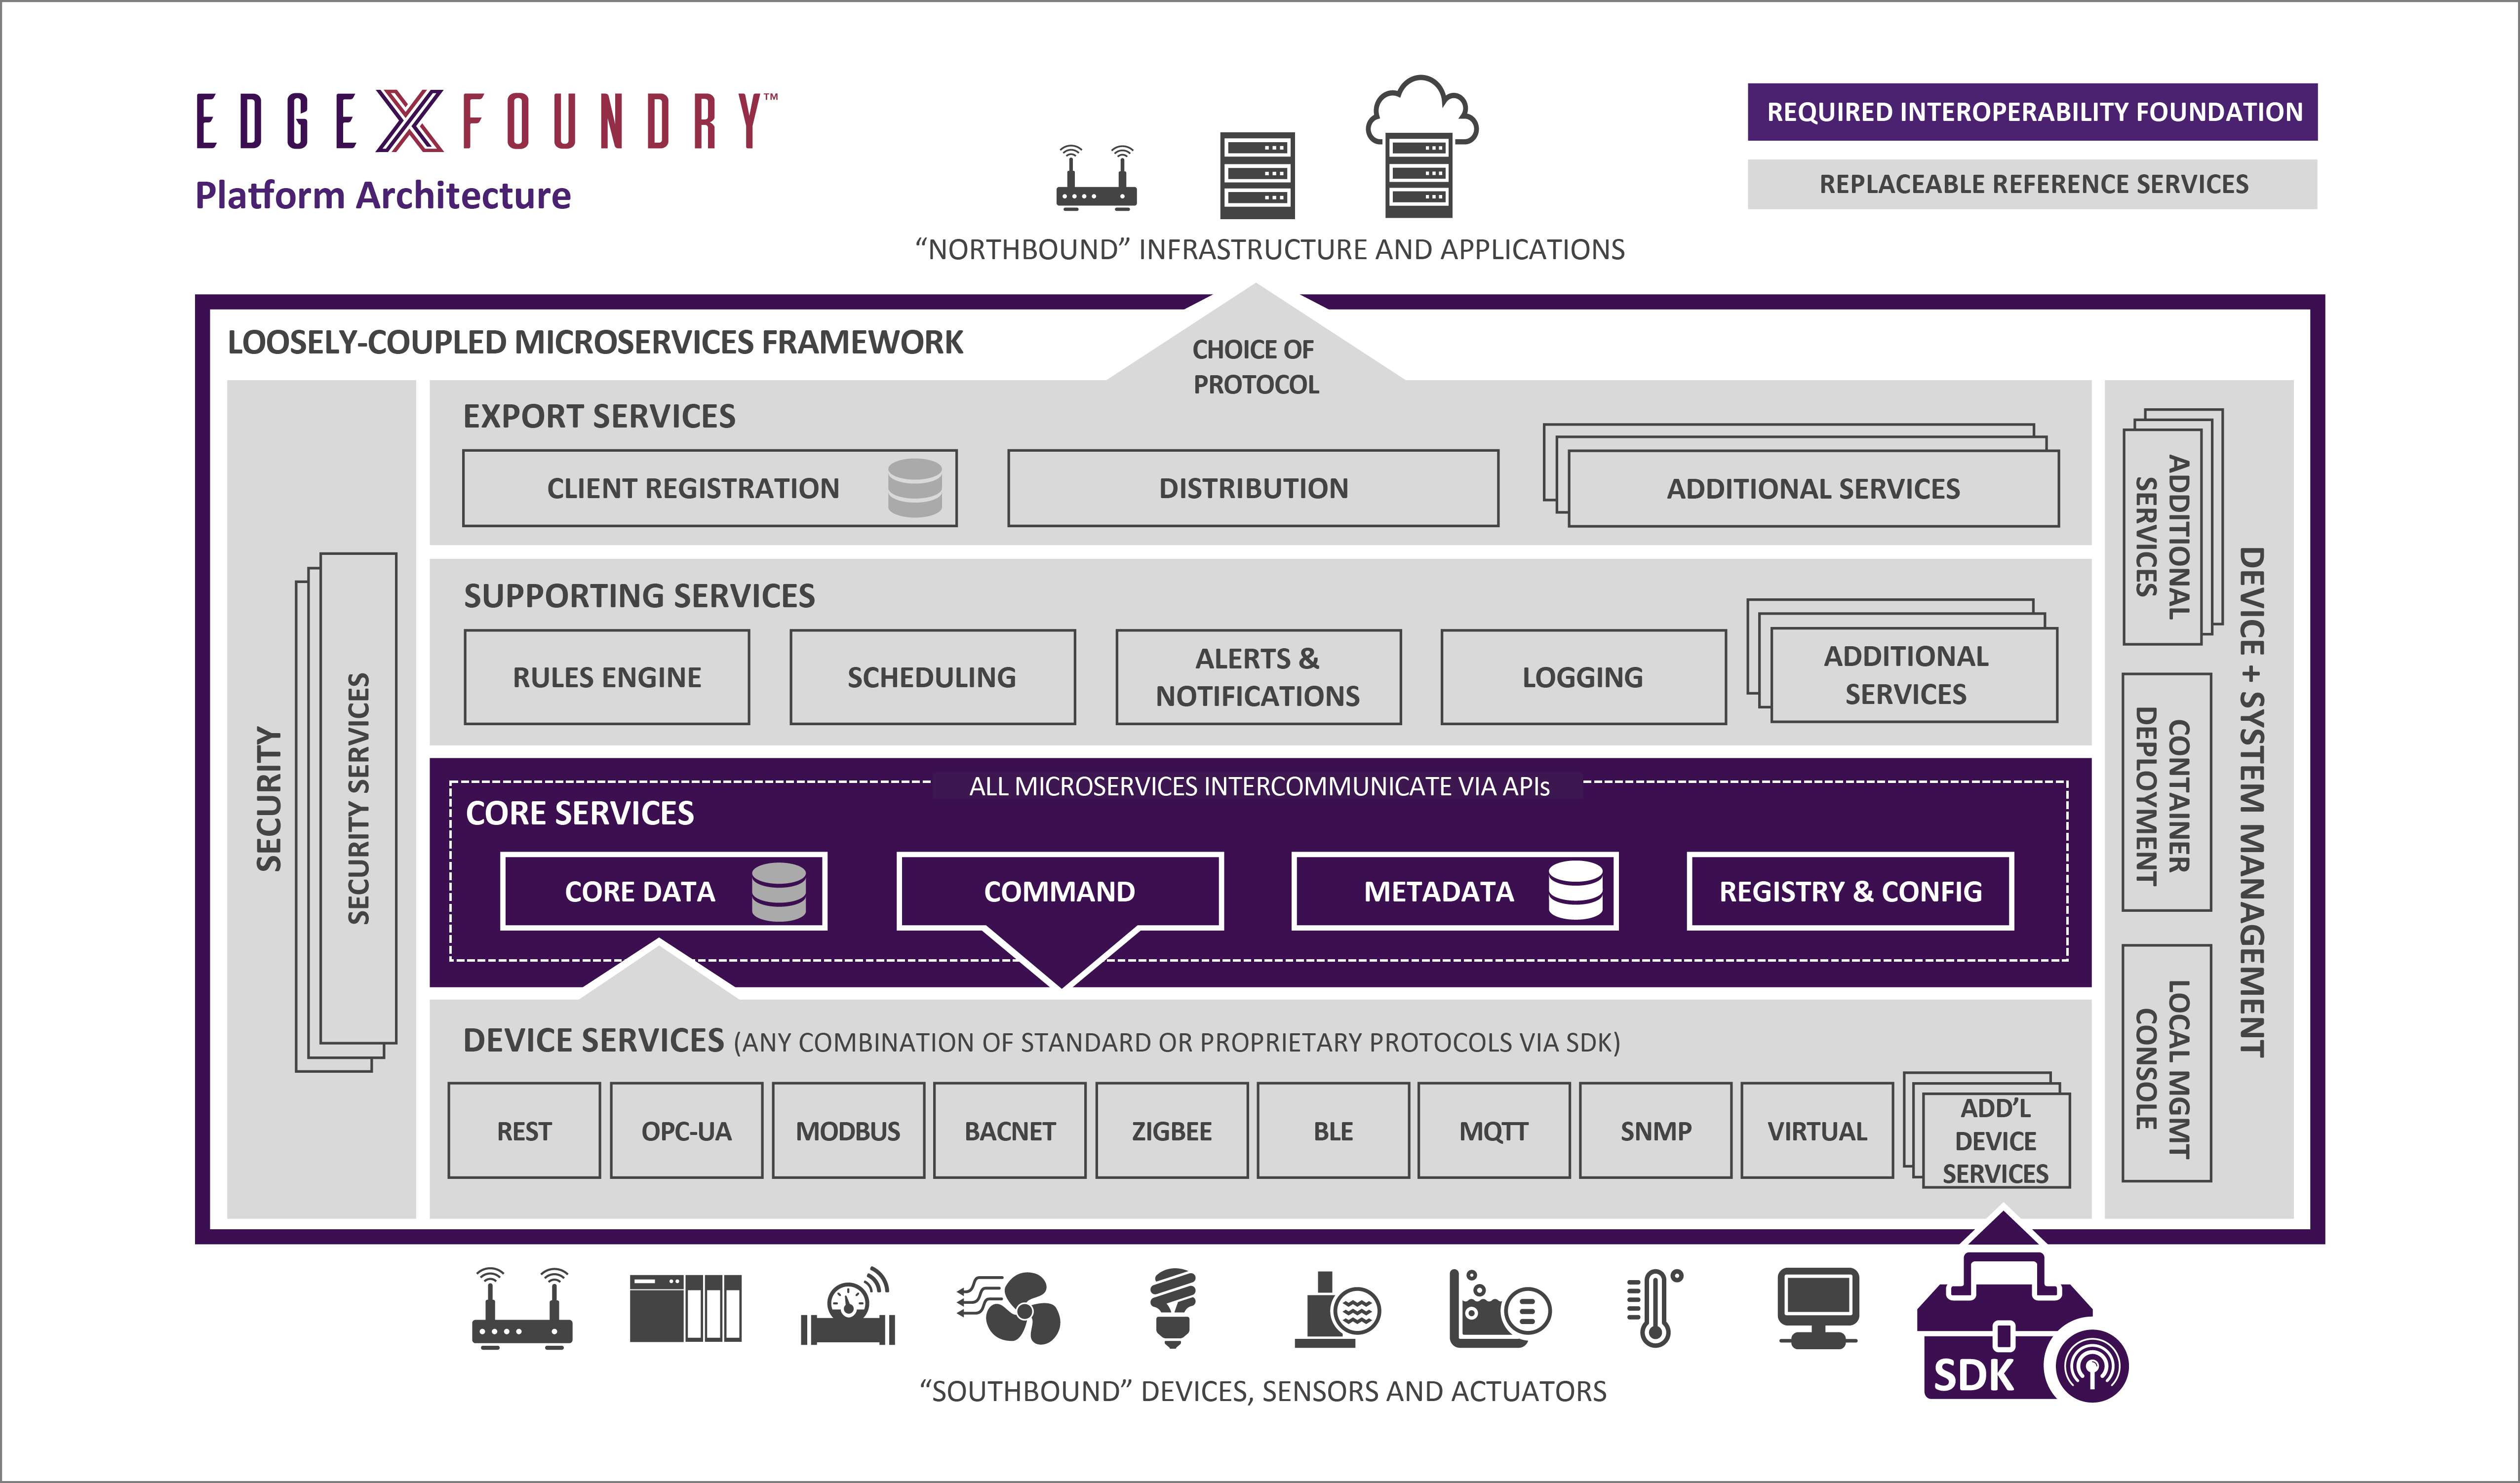 EDGE X FOUNDRY™
Platform Architecture
REQUIRED INTEROPERABILITY FOUNDATION
REPLACEABLE REFERENCE SERVICES
“NORTHBOUND” INFRASTRUCTURE AND APPLICATIONS
LOOSELY-COUPLED MICROSERVICES FRAMEWORK
CHOICE OF
PROTOCOL
SECURITY
SECURITY SERVICES
EXPORT SERVICES
CLIENT REGISTRATION
DISTRIBUTION
ADDITIONAL SERVICES
SUPPORTING SERVICES
RULES ENGINE
SCHEDULING
ALERTS &
NOTIFICATIONS
LOGGING
ADDITIONAL
SERVICES
ALL MICROSERVICES INTERCOMMUNICATE VIA APIs
CORE SERVICES
CORE DATA
COMMAND
METADATA
REGISTRY & CONFIG
DEVICE SERVICES (ANY COMBINATION OF STANDARD OR PROPRIETARY PROTOCOLS VIA SDK)
REST
OPC-UA
MODBUS
BACNET
ZIGBEE
BLE
MQTT
SNMP
VIRTUAL
ADD’L
DEVICE
SERVICES
ADDITIONAL
SERVICES
CONTAINER
DEPLOYMENT
LOCAL MGMT
CONSOLE
DEVICE + SYSTEM MANAGEMENT
SDK
“SOUTHBOUND” DEVICES, SENSORS AND ACTUATORS